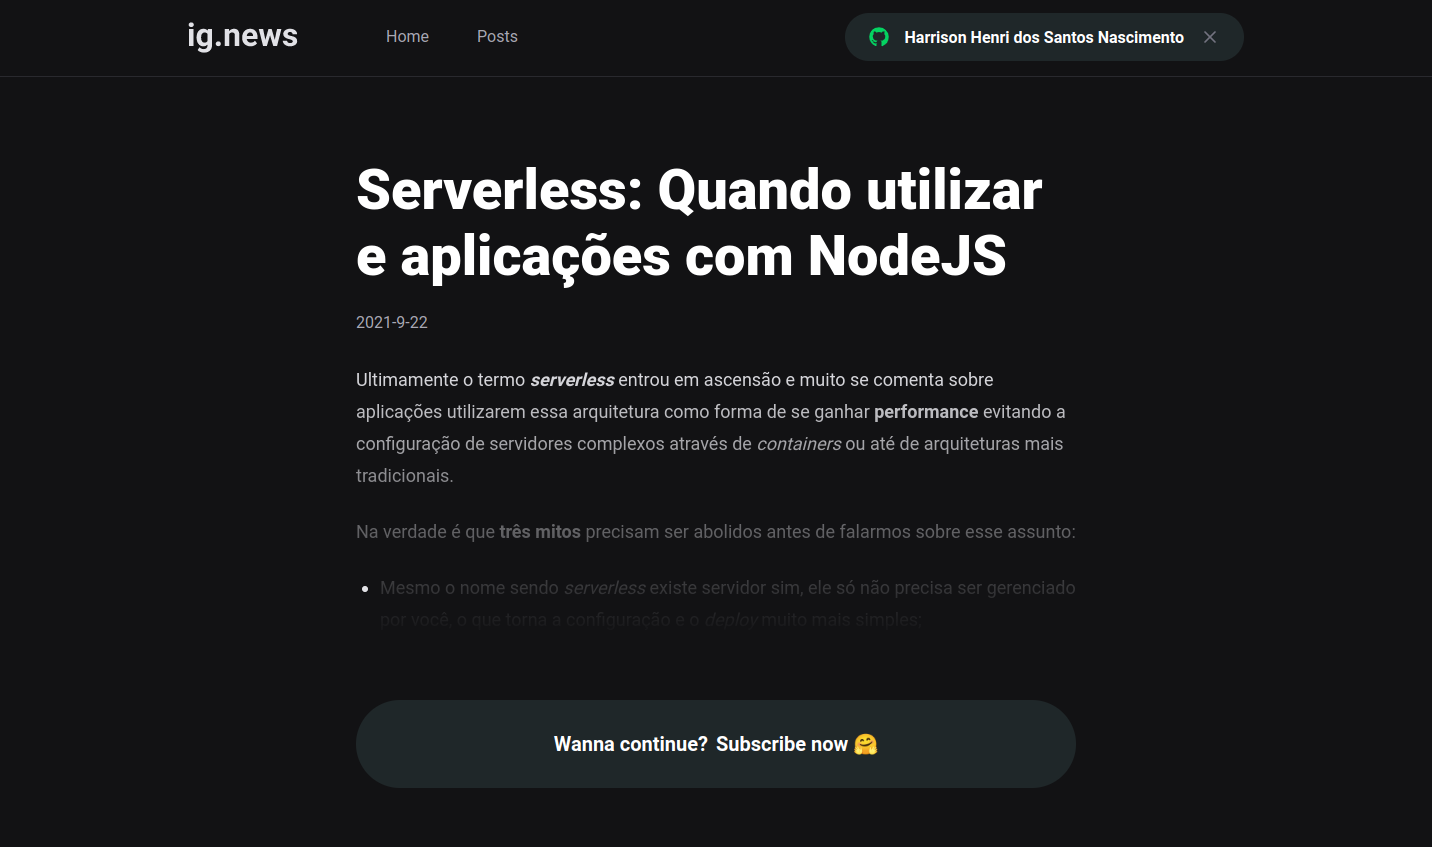 ig.news
Home
Posts
Harrison Henri dos Santos Nascimento
Serverless: Quando utilizar
e aplicações com NodeJS
2021-9-22
Ultimamente o termo serverless entrou em ascensão e muito se comenta sobre
aplicações utilizarem essa arquitetura como forma de se ganhar performance evitando a
configuração de servidores complexos através de containers ou até de arquiteturas mais
tradicionais.
Na verdade é que três mitos precisam ser abolidos antes de falarmos sobre esse assunto:
• Mesmo o nome sendo serverless existe servidor sim, ele só não precisa ser gerenciado
por você, o que torna a configuração e o deploy muito mais simples;
Wanna continue? Subscribe now 🤗